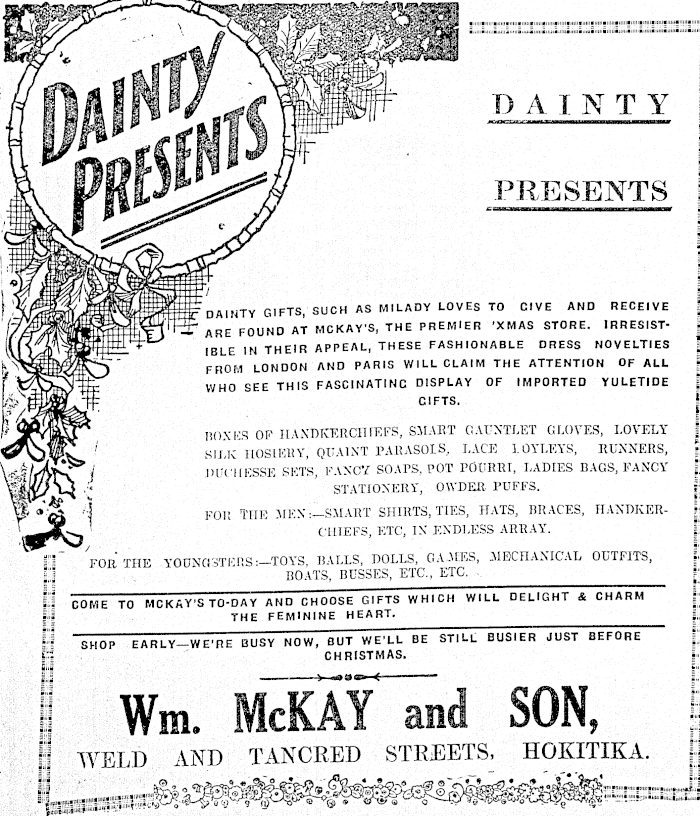 DAINTY
PRESENTS
DAINTY
PRESENTS
DAINTY GIFTS, SUCH AS MILADY LOVES TO GIVE AND RECEIVE
ARE FOUND AT MCKAY'S, THE PREMIER 'XMAS STORE. IRRESIST-
IBLE IN THEIR APPEAL, THESE FASHIONABLE DRESS NOVELTIES
FROM LONDON AND PARIS WILL CLAIM THE ATTENTION OF ALL
WHO SEE THIS FASCINATING DISPLAY OF IMPORTED YULETIDE
GIFTS.
BOXES OF HANDKERCHIEFS, SMART GAUNTLET GLOVES, LOVELY
SILK HOSIERY, QUAINT PARASOLS, LACE LOYLEYS, RUNNERS,
DUCHESSE SETS, FANCY SOAPS, POT POURRI, LADIES BAGS, FANCY
STATIONERY, OWDER PUFFS.
FOR THE MEN:—SMART SHIRTS, TIES, HATS, BRACES, HANDKER-
CHIEFS, ETC, IN ENDLESS ARRAY.
FOR THE YOUNGSTERS:—TOYS, BALLS, DOLLS, GAMES, MECHANICAL OUTFITS,
BOATS, BUSSES, ETC., ETC.
COME TO MCKAY'S TO-DAY AND CHOOSE GIFTS WHICH WILL DELIGHT & CHARM
THE FEMININE HEART.
SHOP EARLY—WE'RE BUSY NOW, BUT WE'LL BE STILL BUSIER JUST BEFORE
CHRISTMAS.
Wm. McKAY and SON,
WELD AND TANCRED STREETS, HOKITIKA.